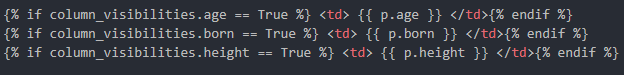 {% if column_visibilities.age == True %} <td> {{ p.age }} </td>{% endif %}
{% if column_visibilities.born == True %} <td> {{ p.born }} </td>{% endif %}
{% if column_visibilities.height == True %} <td> {{ p.height }} </td>{% endif %}